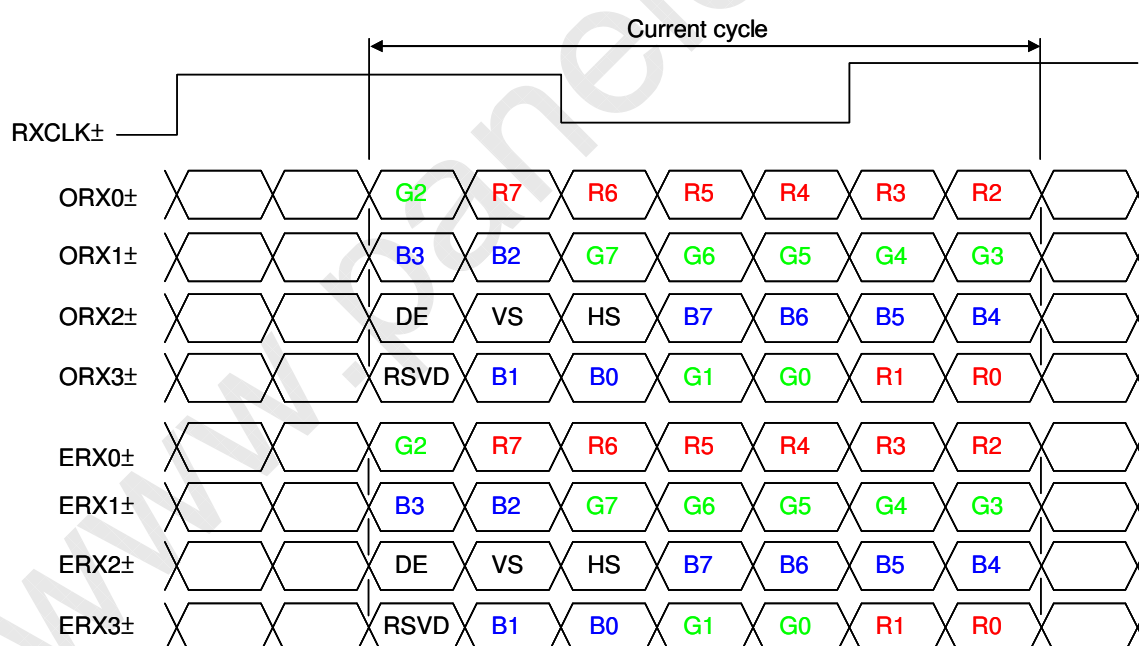 Current cycle
RXCLK±
ORX0± G2 R7 R6 R5 R4 R3 R2
ORX1± B3 B2 G7 G6 G5 G4 G3
ORX2± DE VS HS B7 B6 B5 B4
ORX3± RSVD B1 B0 G1 G0 R1 R0
ERX0± G2 R7 R6 R5 R4 R3 R2
ERX1± B3 B2 G7 G6 G5 G4 G3
ERX2± DE VS HS B7 B6 B5 B4
ERX3± RSVD B1 B0 G1 G0 R1 R0
www.panel